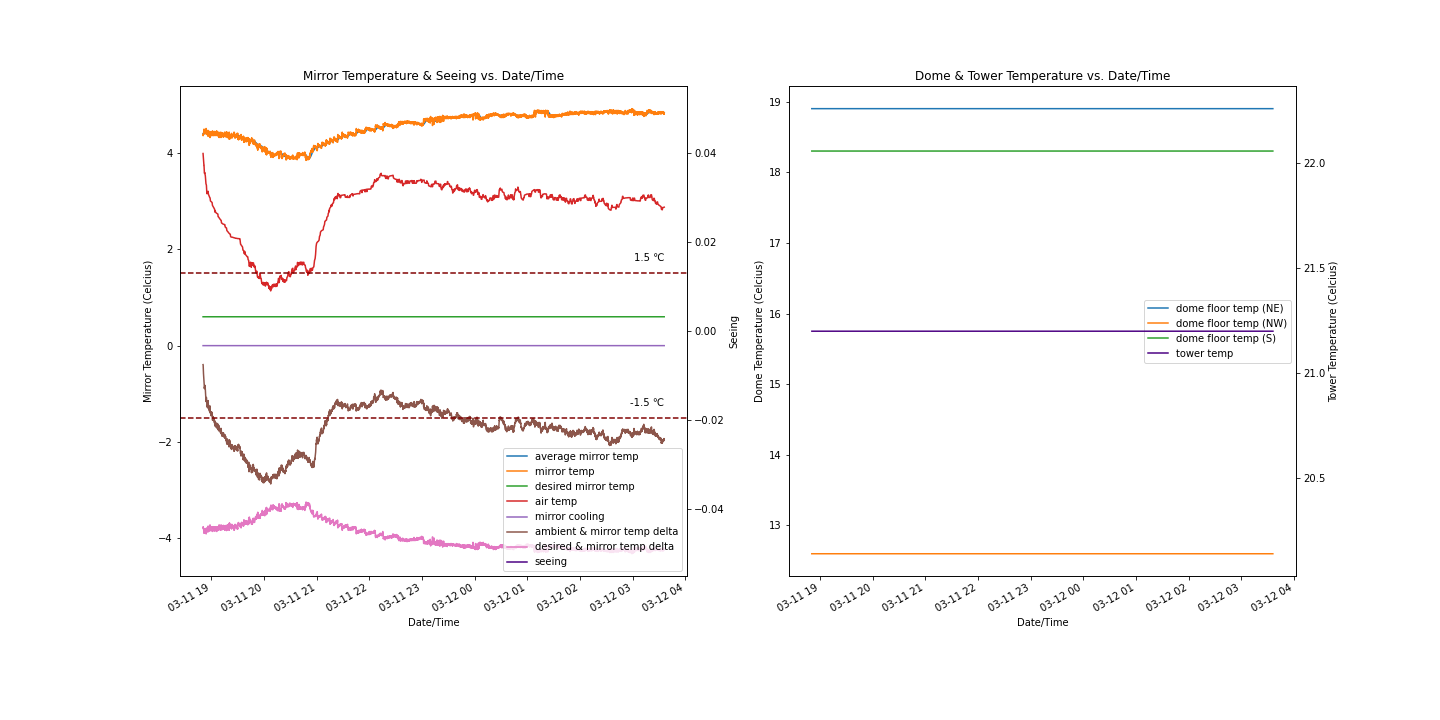 Mirror Temperature & Seeing vs. Date/Time
Mirror Temperature (Celcius)
4
2
0
−2
−4
0.04
0.02
0.00
−0.02
−0.04
Seeing
1.5 °C
-1.5 °C
average mirror temp
mirror temp
desired mirror temp
air temp
mirror cooling
ambient & mirror temp delta
desired & mirror temp delta
seeing
03-11 19
03-11 20
03-11 21
03-11 22
03-11 23
03-12 00
03-12 01
03-12 02
03-12 03
03-12 04
Date/Time
Dome & Tower Temperature vs. Date/Time
Dome Temperature (Celcius)
19
18
17
16
15
14
13
22.0
21.5
21.0
20.5
Tower Temperature (Celcius)
dome floor temp (NE)
dome floor temp (NW)
dome floor temp (S)
tower temp
03-11 19
03-11 20
03-11 21
03-11 22
03-11 23
03-12 00
03-12 01
03-12 02
03-12 03
03-12 04
Date/Time